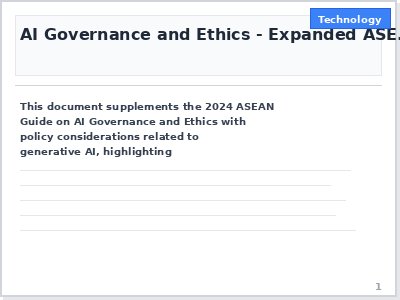 Technology
AI Governance and Ethics - Expanded ASE.
This document supplements the 2024 ASEAN
Guide on AI Governance and Ethics with
policy considerations related to
generative AI, highlighting
1